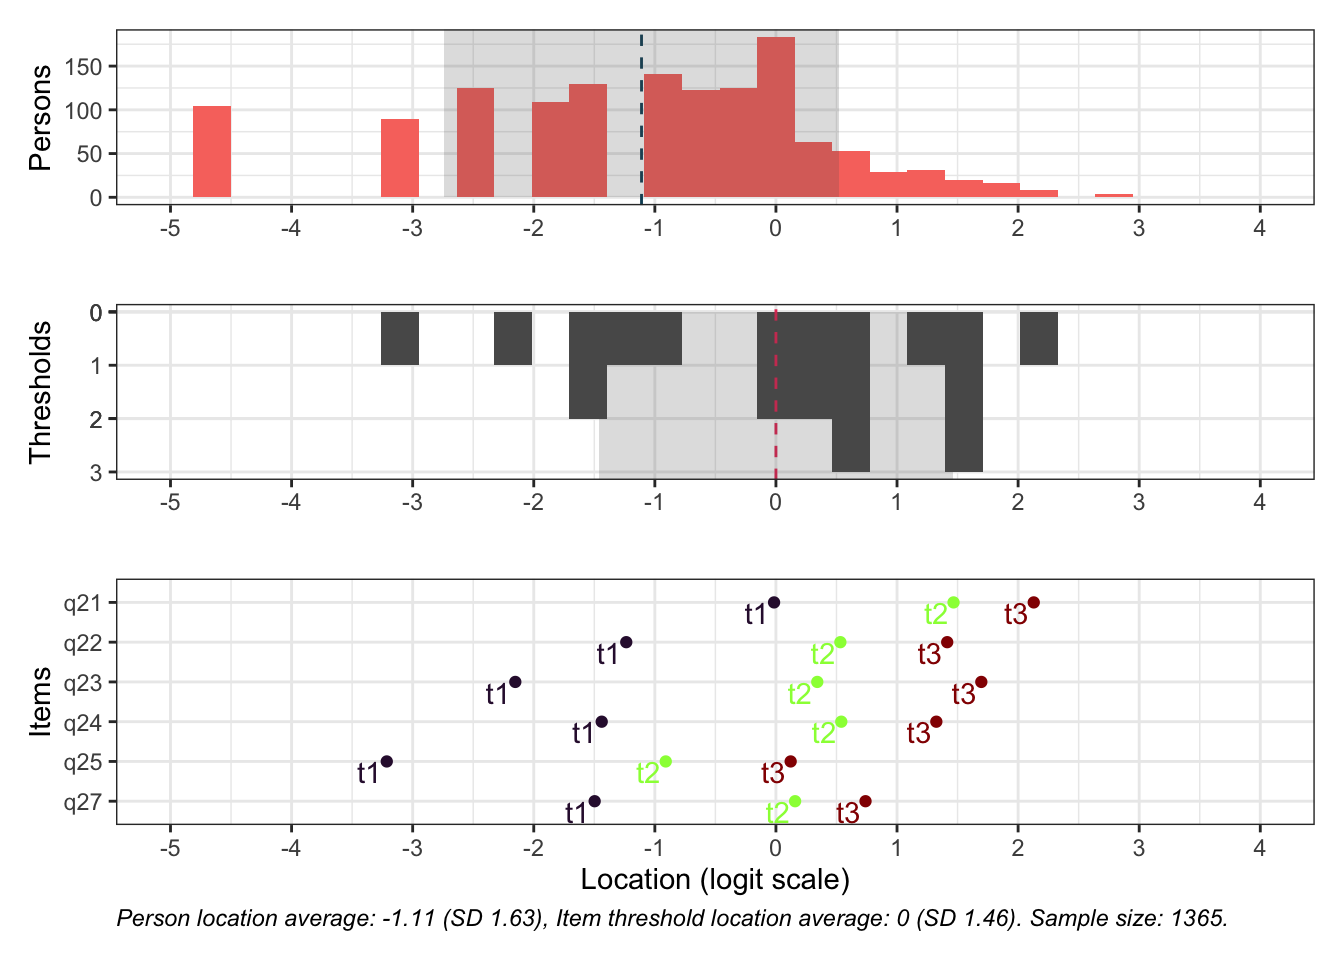 Persons
150
100
50
0
-5 -4 -3 -2 -1 0 1 2 3 4
Thresholds
0
1
2
3
-5 -4 -3 -2 -1 0 1 2 3 4
Items
q21 t1 t2 t3
q22 t1 t2 t3
q23 t1 t2 t3
q24 t1 t2 t3
q25 t1 t2 t3
q27 t1 t2 t3
-5 -4 -3 -2 -1 0 1 2 3 4
Location (logit scale)
Person location average: -1.11 (SD 1.63), Item threshold location average: 0 (SD 1.46). Sample size: 1365.